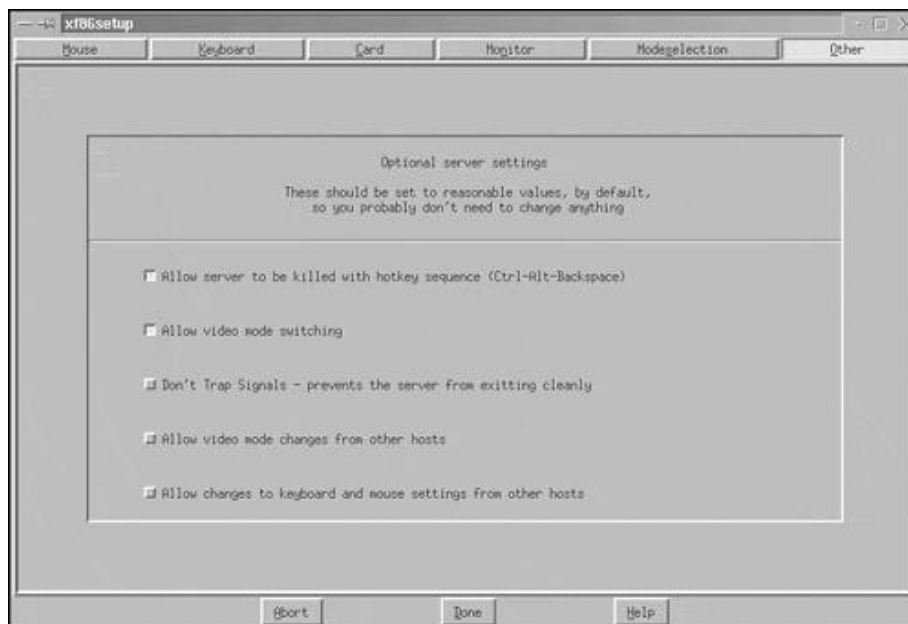 xf86setup
Mouse Keyboard Card Monitor Modeselection Other
Optional server settings
These should be set to reasonable values, by default,
so you probably don't need to change anything
Allow server to be killed with hotkey sequence (Ctrl-Alt-Backspace)
Allow video mode switching
Don't Trap Signals - prevents the server from exitting cleanly
Allow video mode changes from other hosts
Allow changes to keyboard and mouse settings from other hosts
Abort Done Help